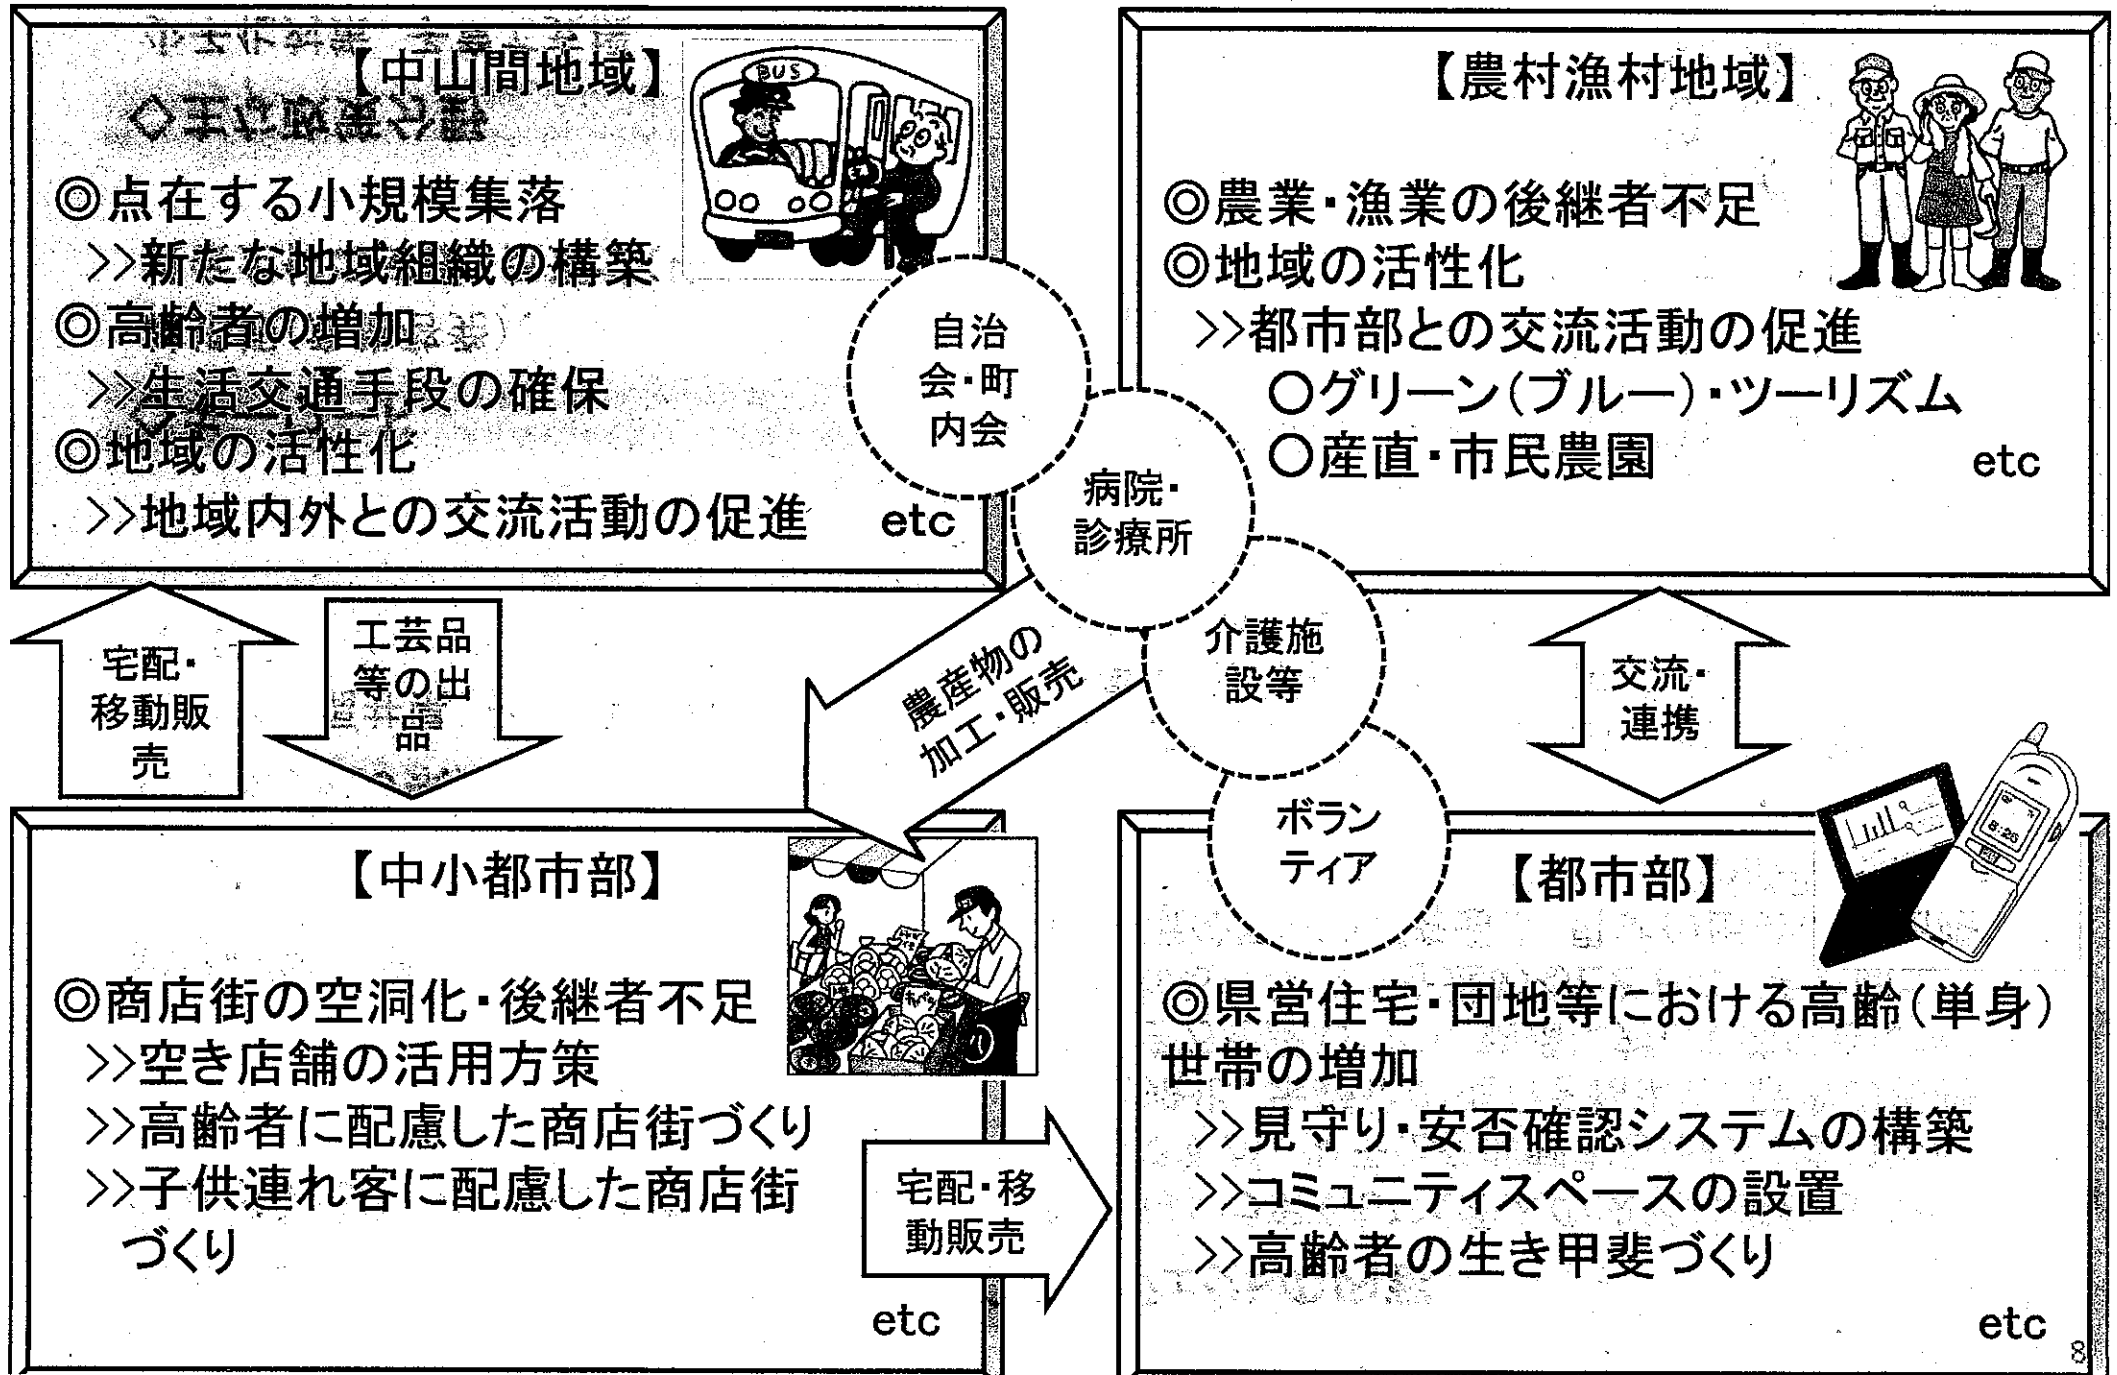 【中山間地域】
BUS
◎点在する小規模集落
>>新たな地域組織の構築
◎高齢者の増加
>>生活交通手段の確保
◎地域の活性化
>>地域内外との交流活動の促進 etc
【農村漁村地域】
◎農業・漁業の後継者不足
◎地域の活性化
>>都市部との交流活動の促進
○グリーン(ブルー)・ツーリズム
○産直・市民農園 etc
自治
会・町
内会
病院・
診療所
介護施
設等
ボラン
ティア
宅配・
移動販
売
工芸品
等の出
品
農産物の
加工・販売
交流・
連携
【中小都市部】
◎商店街の空洞化・後継者不足
>>空き店舗の活用方策
>>高齢者に配慮した商店街づくり
>>子供連れ客に配慮した商店街
づくり
etc
宅配・移
動販売
【都市部】
8:25
◎県営住宅・団地等における高齢(単身)
世帯の増加
>>見守り・安否確認システムの構築
>>コミュニティスペースの設置
>>高齢者の生き甲斐づくり
etc
8